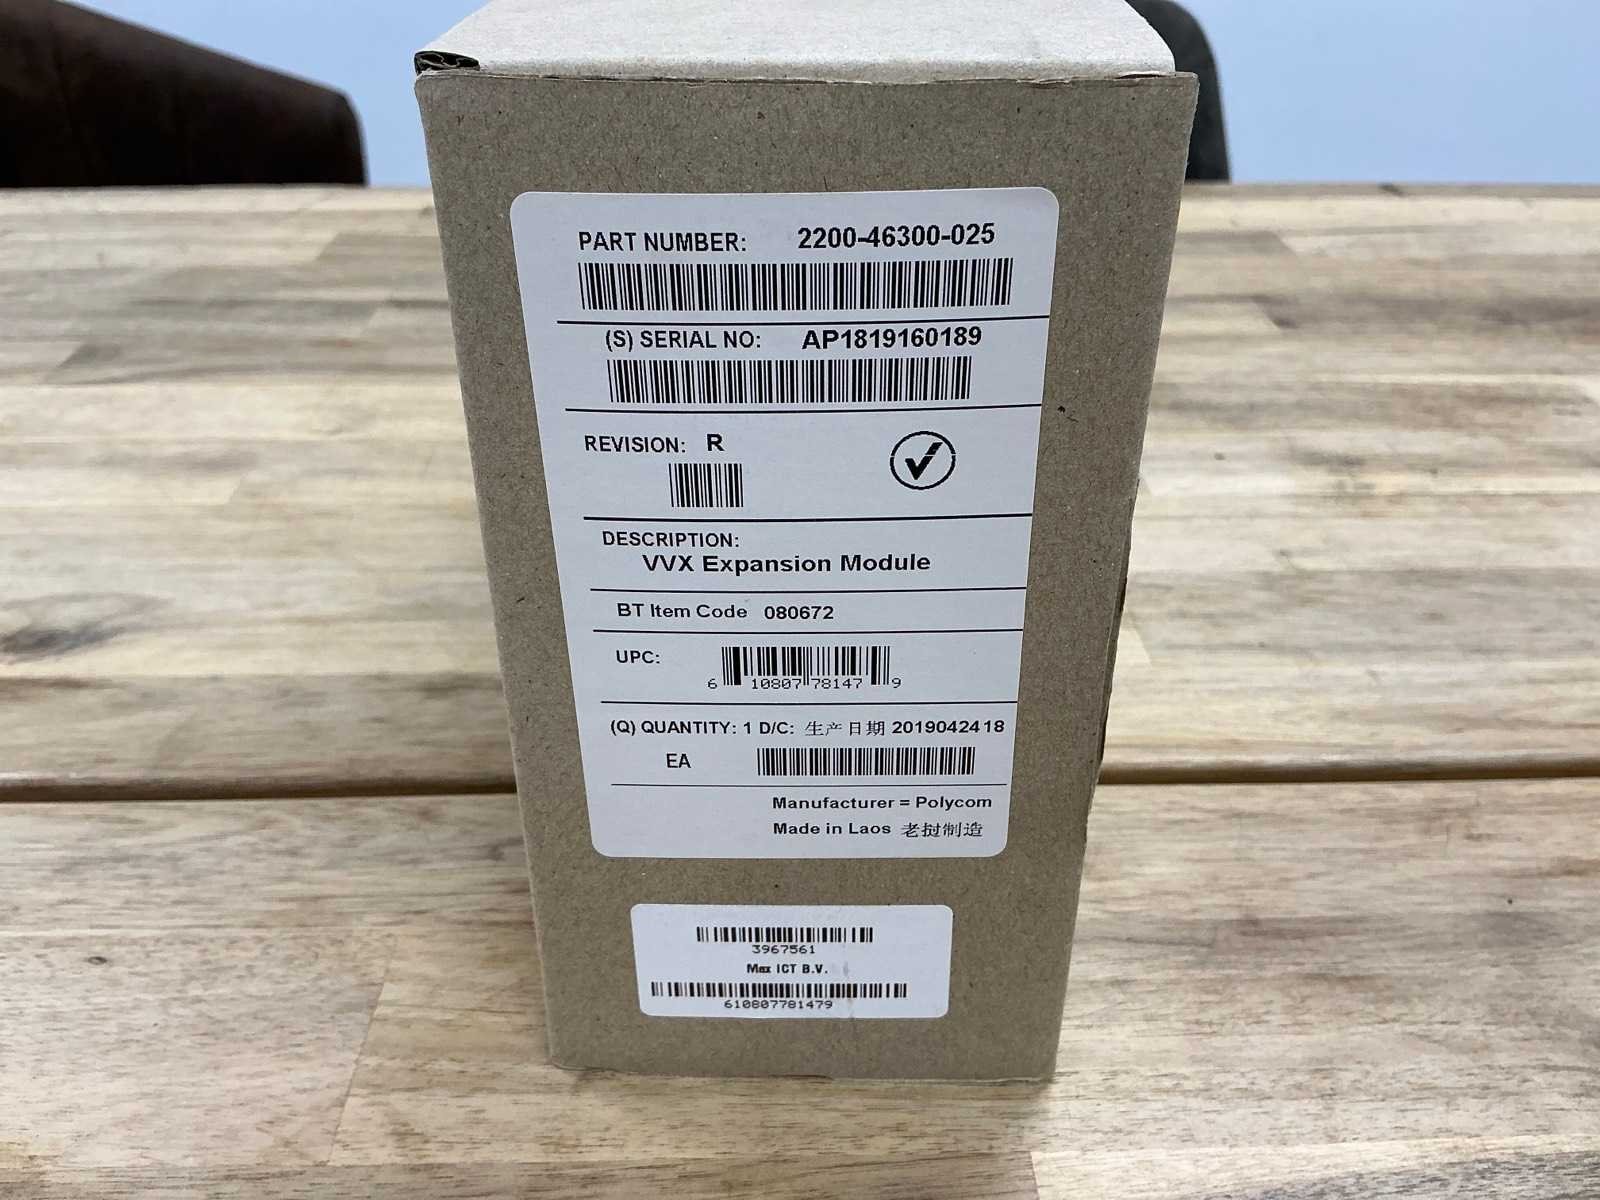 PART NUMBER: 2200-46300-025
(S) SERIAL NO: AP1819160189
REVISION: R
DESCRIPTION:
VVX Expansion Module
BT Item Code 080672
UPC:
6 10807 78147 9
(Q) QUANTITY: 1 D/C: 生产日期 2019042418
EA
Manufacturer = Polycom
Made in Laos 老挝制造
3967561
Max ICT B.V.
610807781479